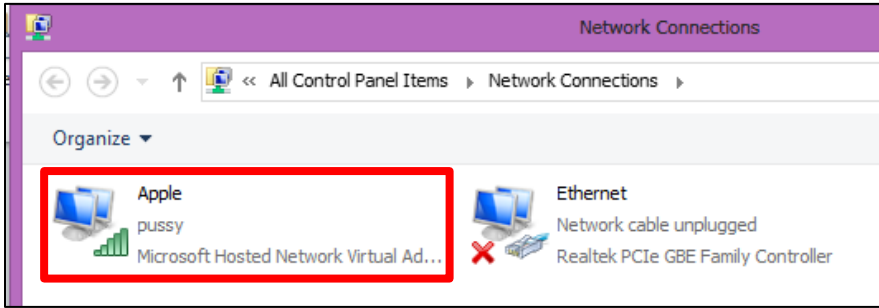 Network Connections
« All Control Panel Items Network Connections
Organize
Apple
pussy
Microsoft Hosted Network Virtual Ad...
Ethernet
Network cable unplugged
Realtek PCIe GBE Family Controller